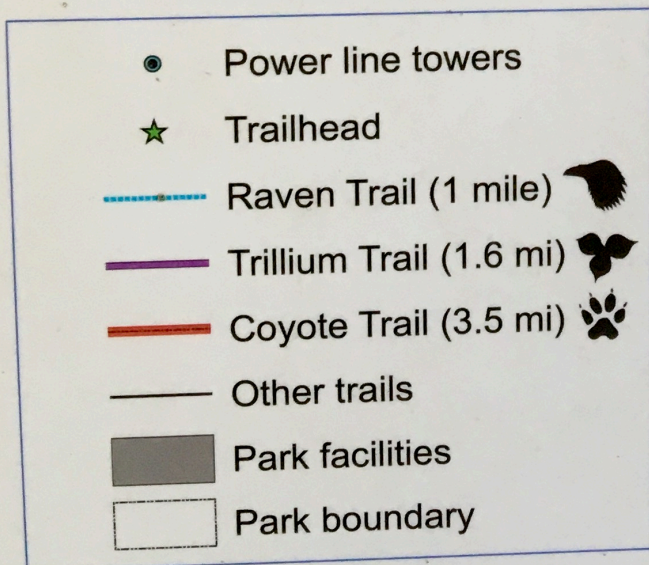 Power line towers
Trailhead
Raven Trail (1 mile)
Trillium Trail (1.6 mi)
Coyote Trail (3.5 mi)
Other trails
Park facilities
Park boundary